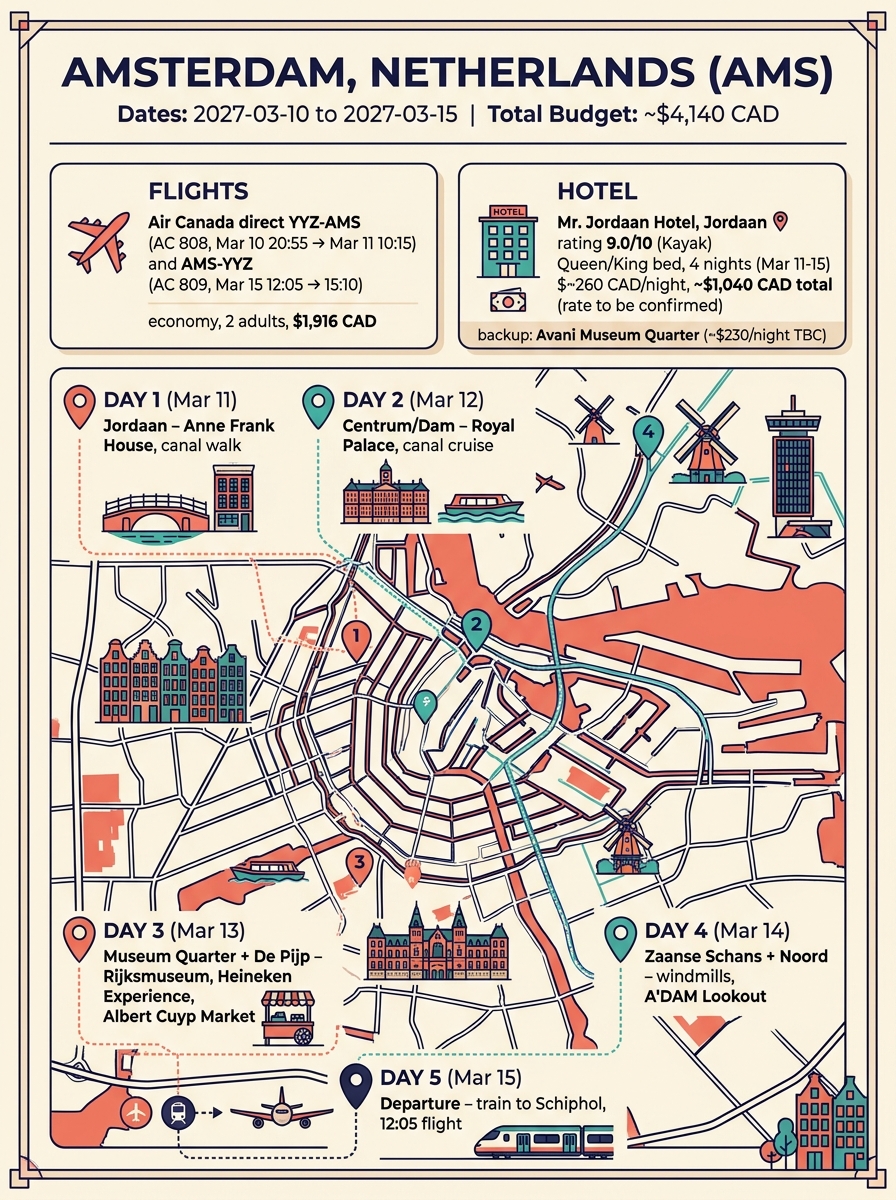 AMSTERDAM, NETHERLANDS (AMS)
Dates: 2027-03-10 to 2027-03-15 | Total Budget: ~$4,140 CAD
FLIGHTS
Air Canada direct YYZ-AMS
(AC 808, Mar 10 20:55 → Mar 11 10:15)
and AMS-YYZ
(AC 809, Mar 15 12:05 → 15:10)
economy, 2 adults, $1,916 CAD
HOTEL
HOTEL
Mr. Jordaan Hotel, Jordaan
rating 9.0/10 (Kayak)
Queen/King bed, 4 nights (Mar 11-15)
$~260 CAD/night, ~$1,040 CAD total
(rate to be confirmed)
backup: Avani Museum Quarter (~$230/night TBC)
DAY 1 (Mar 11)
Jordaan – Anne Frank
House, canal walk
DAY 2 (Mar 12)
Centrum/Dam – Royal
Palace, canal cruise
4
1
2
3
DAY 3 (Mar 13)
Museum Quarter + De Pijp –
Rijksmuseum, Heineken
Experience,
Albert Cuyp Market
DAY 4 (Mar 14)
Zaanse Schans + Noord
– windmills,
A'DAM Lookout
DAY 5 (Mar 15)
Departure – train to Schiphol,
12:05 flight